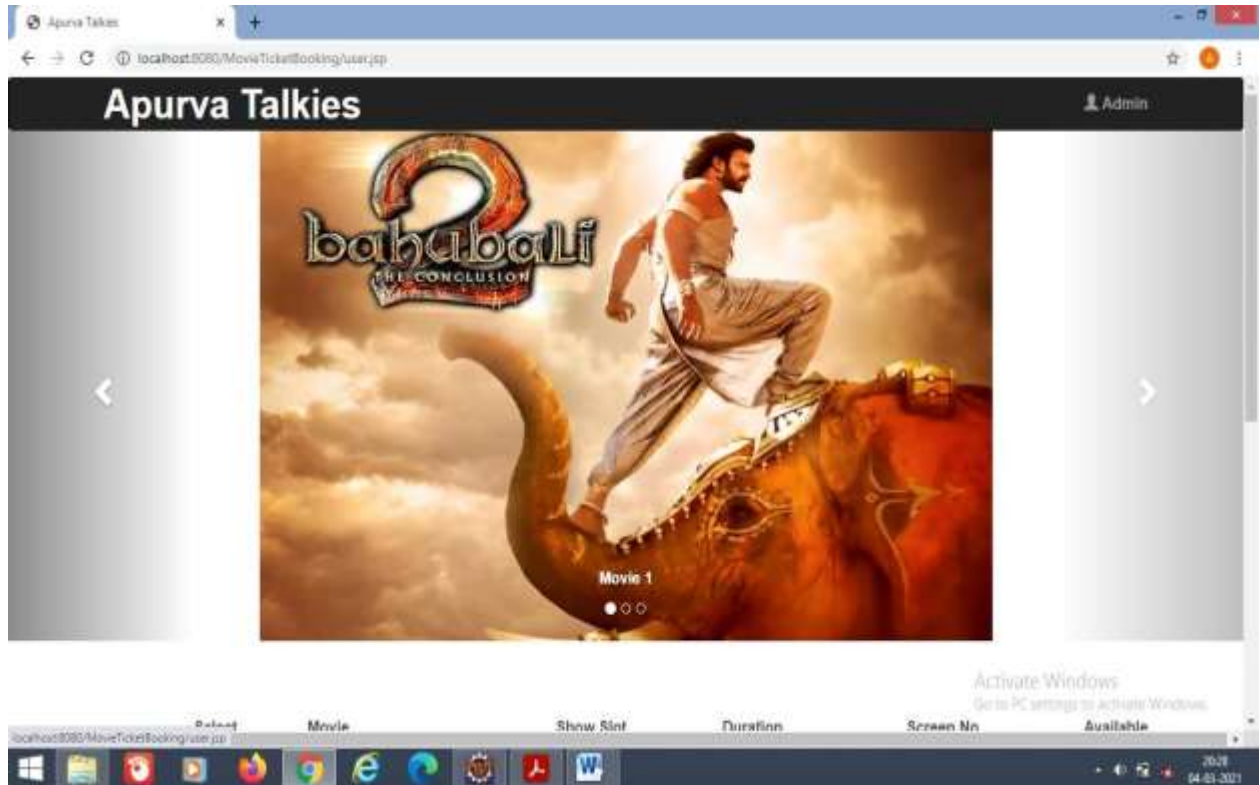 Apurva Talkies
localhost:8080/MovieTicketBooking/user.jsp
Apurva Talkies
Admin
2
bahubali
THE CONCLUSION
Movie 1
Activate Windows
Go to PC settings to activate Windows.
Select Movie Show Slot Duration Screen No Available
localhost:8080/MovieTicketBooking/user.jsp
20:28
04-03-2021